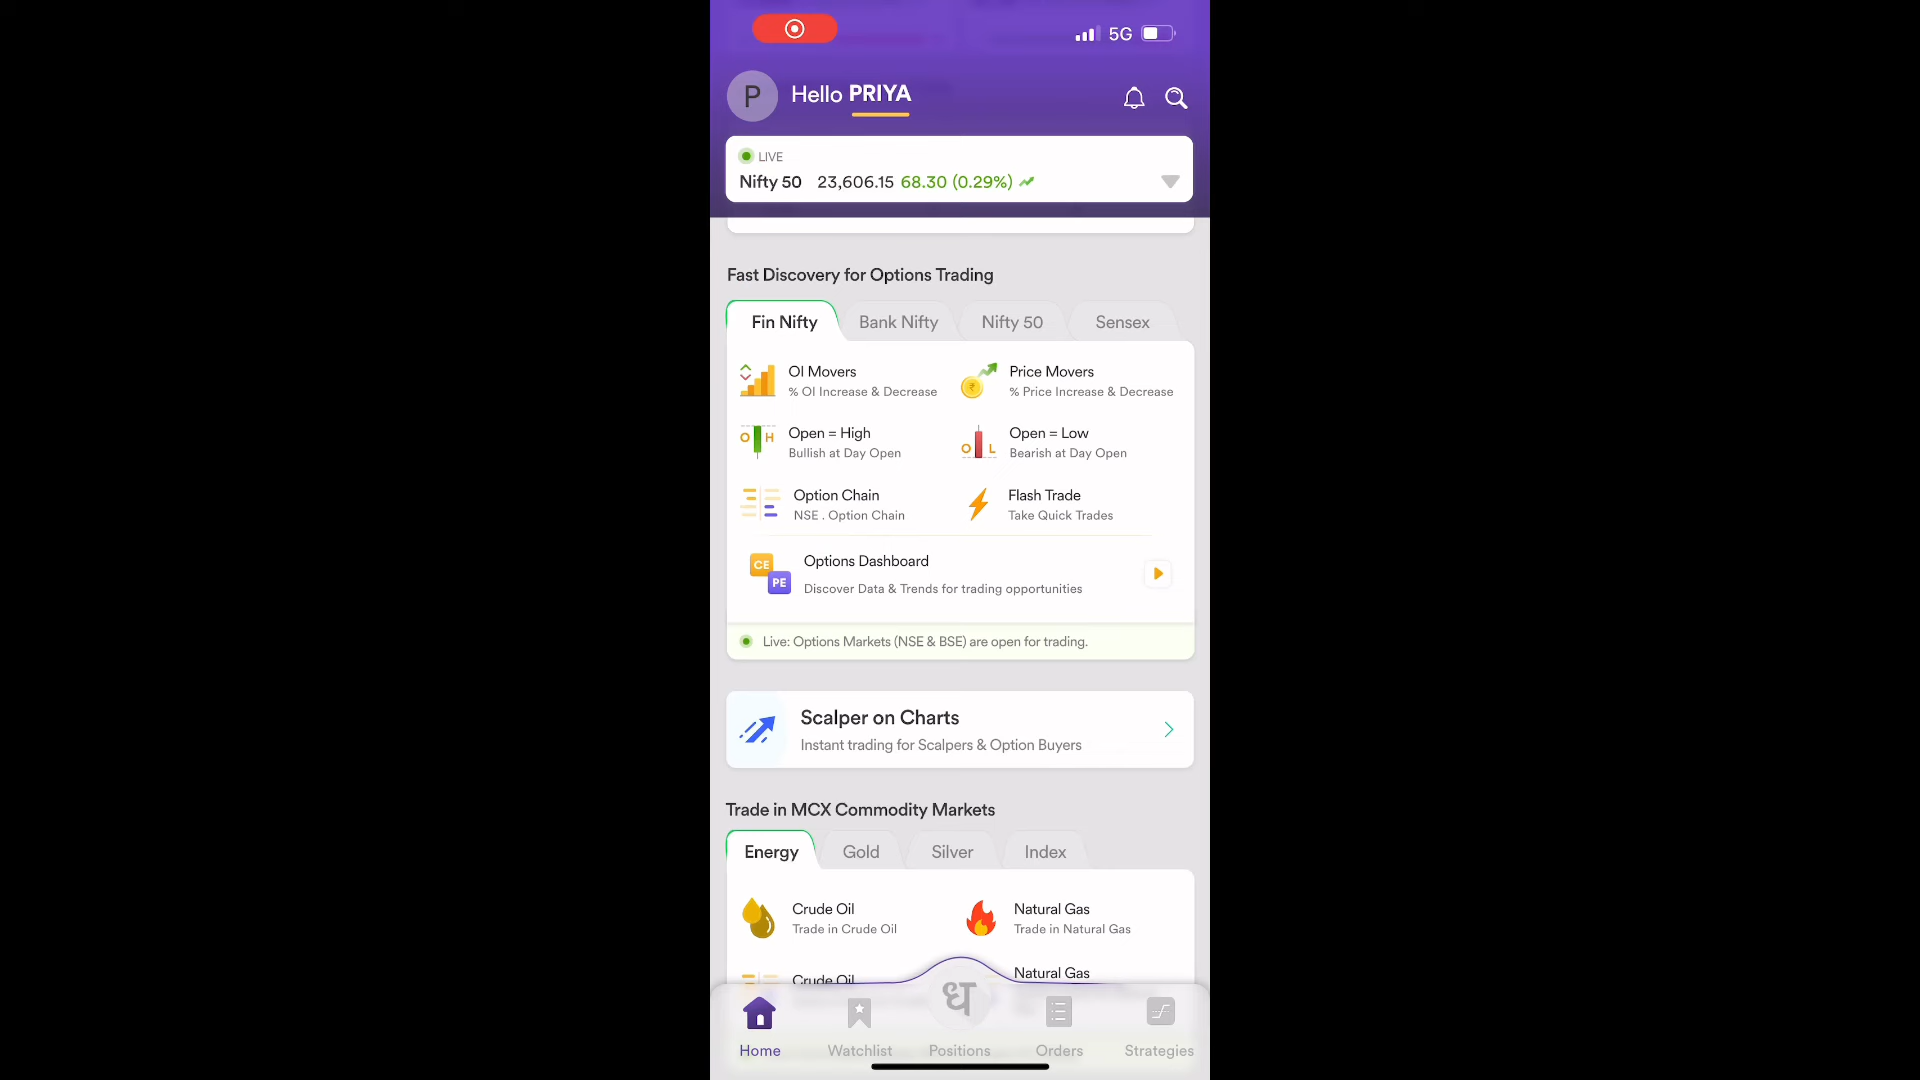 5G
P Hello PRIYA
LIVE
Nifty 50 23,606.15 68.30 (0.29%)
Fast Discovery for Options Trading
Fin Nifty Bank Nifty Nifty 50 Sensex
OI Movers
% OI Increase & Decrease
Price Movers
% Price Increase & Decrease
O H
Open = High
Bullish at Day Open
O L
Open = Low
Bearish at Day Open
Option Chain
NSE . Option Chain
Flash Trade
Take Quick Trades
CE
PE
Options Dashboard
Discover Data & Trends for trading opportunities
Live: Options Markets (NSE & BSE) are open for trading.
Scalper on Charts
Instant trading for Scalpers & Option Buyers
Trade in MCX Commodity Markets
Energy Gold Silver Index
Crude Oil
Trade in Crude Oil
Natural Gas
Trade in Natural Gas
Crude Oil
Natural Gas
ध
Home Watchlist Positions Orders Strategies